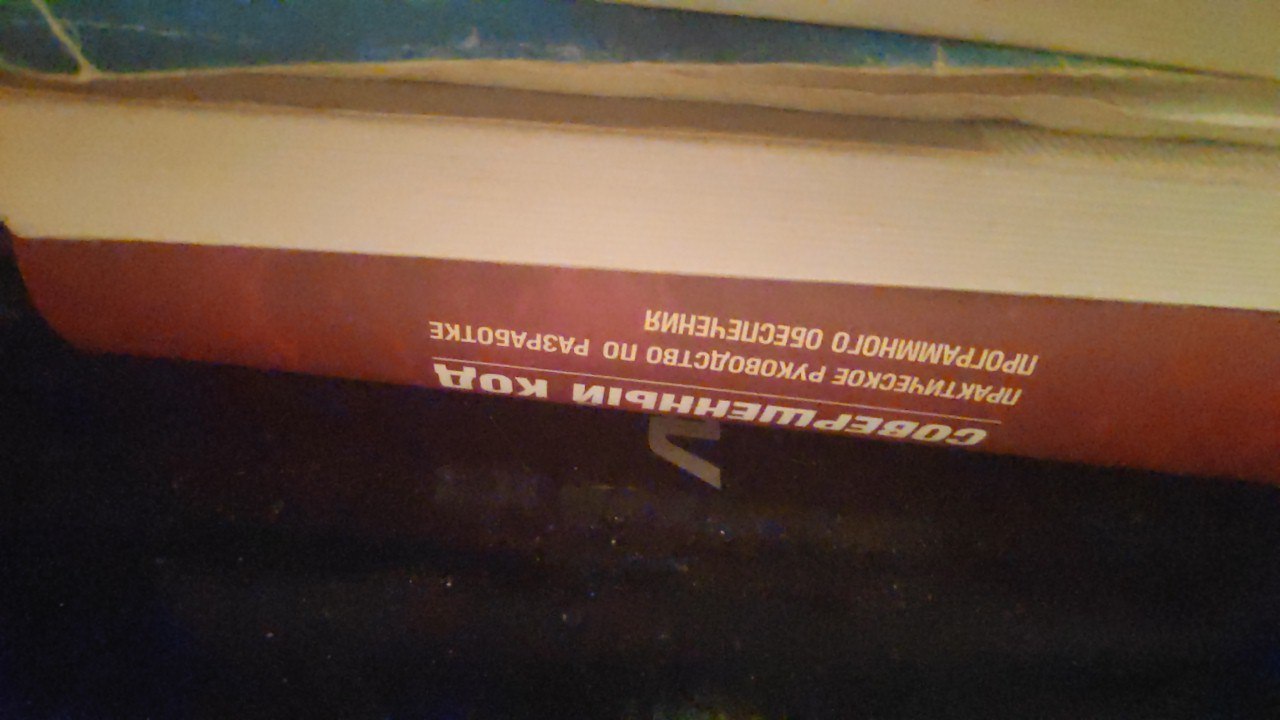 СОВЕРШЕННЫЙ КОД
ПРАКТИЧЕСКОЕ РУКОВОДСТВО ПО РАЗРАБОТКЕ
ПРОГРАММНОГО ОБЕСПЕЧЕНИЯ